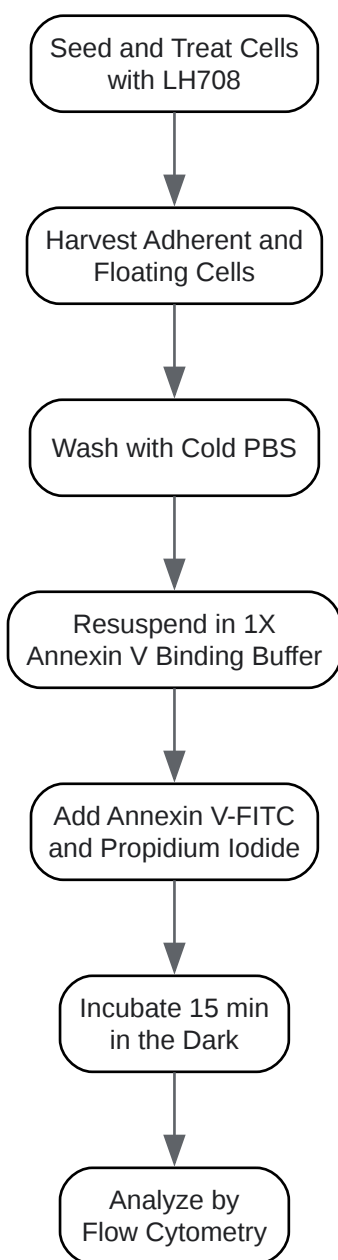 Seed and Treat Cells
with LH708
Harvest Adherent and
Floating Cells
Wash with Cold PBS
Resuspend in 1X
Annexin V Binding Buffer
Add Annexin V-FITC
and Propidium Iodide
Incubate 15 min
in the Dark
Analyze by
Flow Cytometry